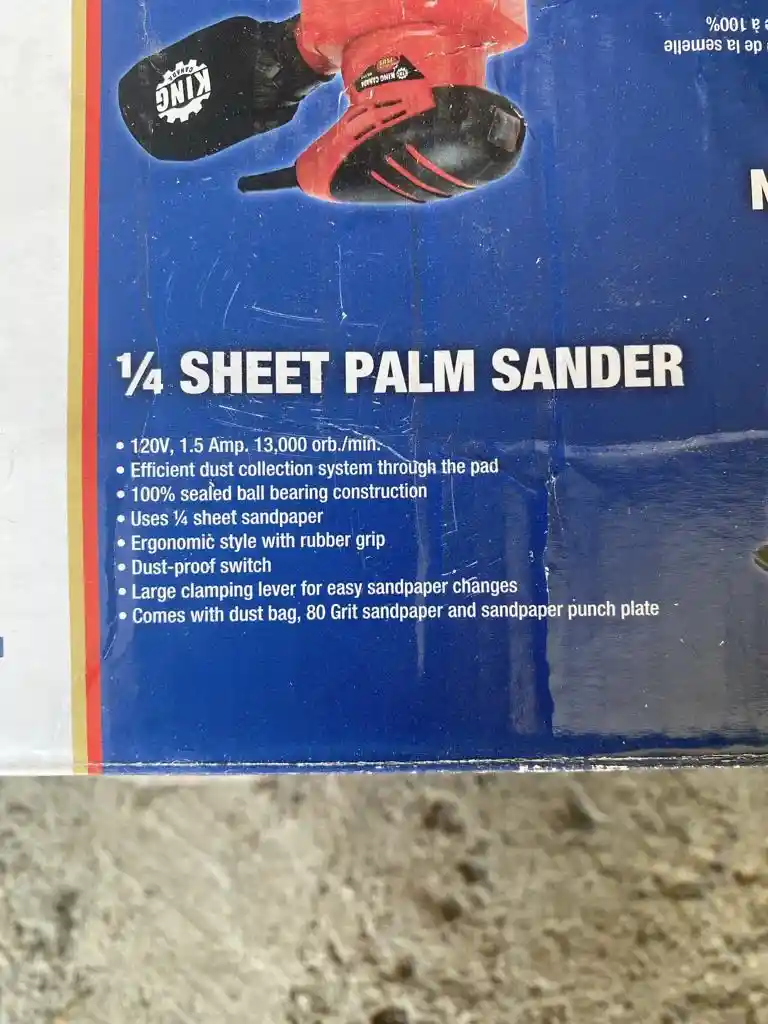 e à 100%
de la semelle
KING
CANADA
KING CANADA
N
¼ SHEET PALM SANDER
• 120V, 1.5 Amp. 13,000 orb./min.
• Efficient dust collection system through the pad
• 100% sealed ball bearing construction
• Uses ¼ sheet sandpaper
• Ergonomic style with rubber grip
• Dust-proof switch
• Large clamping lever for easy sandpaper changes
• Comes with dust bag, 80 Grit sandpaper and sandpaper punch plate